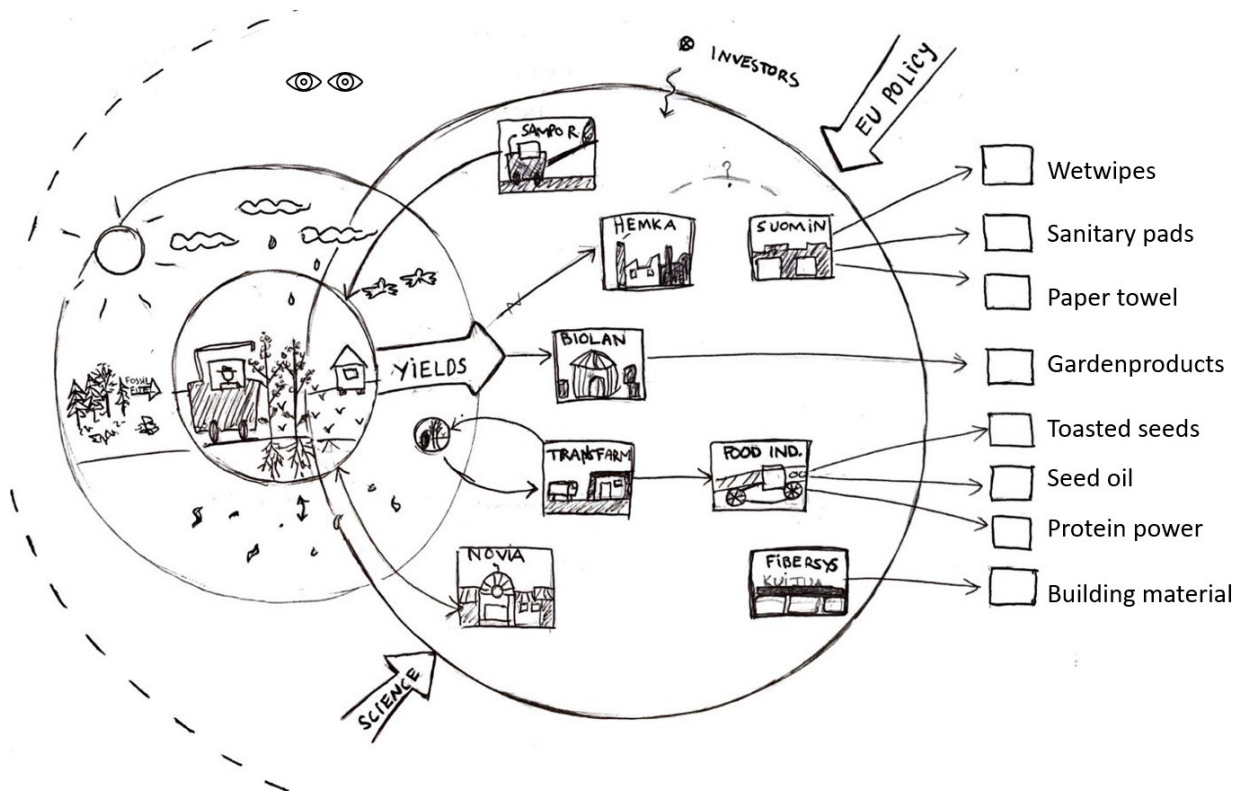 INVESTORS
EU POLICY
SAMPO R.
?
HEMKA
SUOMIN
Wetwipes
Sanitary pads
Paper towel
YIELDS
BIOLAN
Gardenproducts
FOSSIL
TRANSFARM
FOOD IND.
Toasted seeds
Seed oil
Protein power
NOVIA
FIBERSYS
KUITUA
Building material
SCIENCE